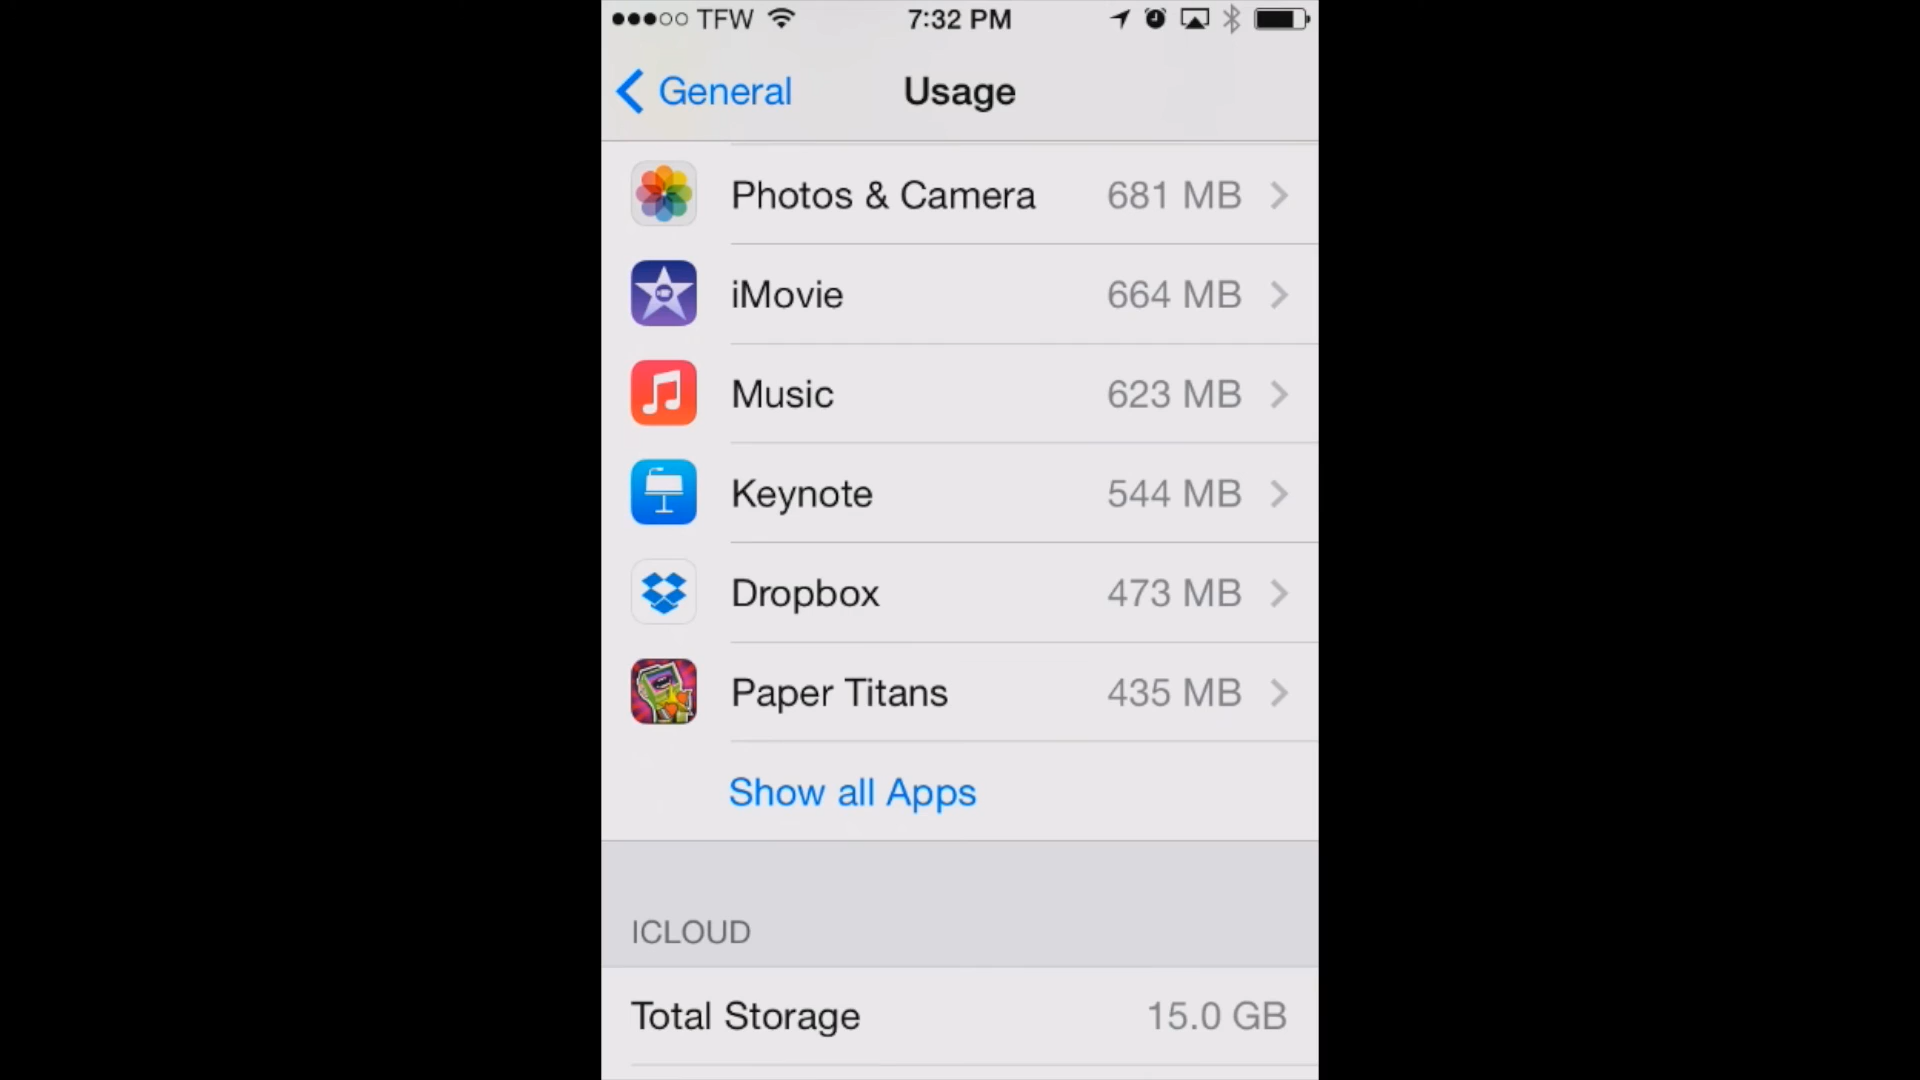 TFW 7:32 PM
General Usage
Photos & Camera 681 MB
iMovie 664 MB
Music 623 MB
Keynote 544 MB
Dropbox 473 MB
Paper Titans 435 MB
Show all Apps
ICLOUD
Total Storage 15.0 GB